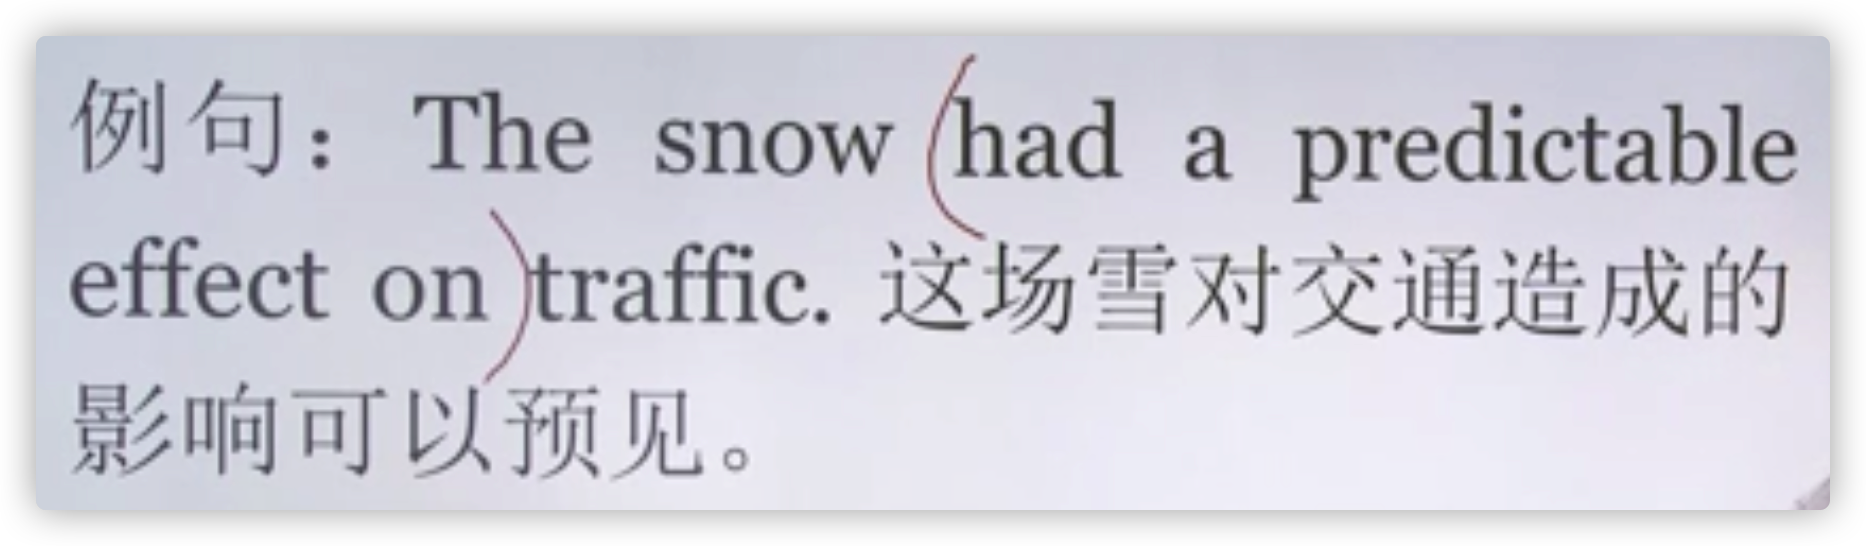 例句：The snow had a predictable
effect on traffic. 这场雪对交通造成的
影响可以预见。